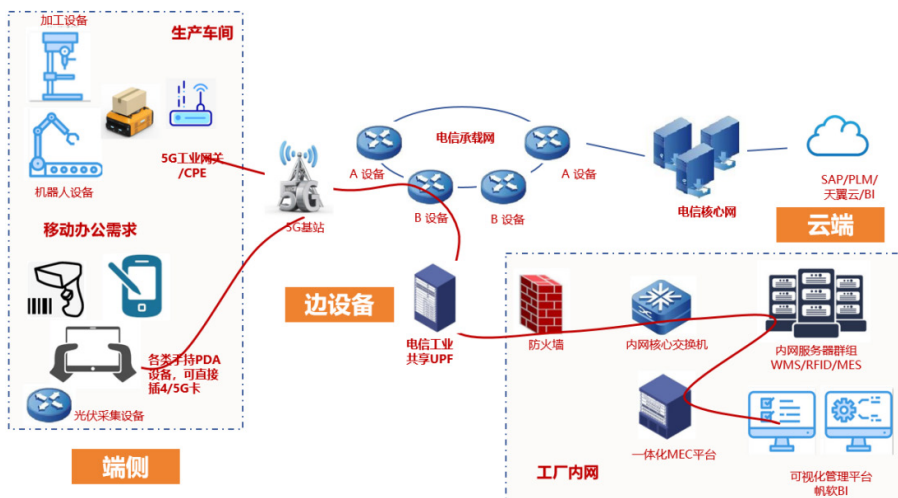 加工设备
生产车间
5G工业网关
/CPE
机器人设备
移动办公需求
各类手持PDA
设备，可直接
插4/5G卡
光伏采集设备
端侧
5G
5G基站
电信承载网
A 设备
A 设备
B 设备
B 设备
边设备
电信工业
共享UPF
电信核心网
SAP/PLM/
天翼云/BI
云端
防火墙
内网核心交换机
内网服务器群组
WMS/RFID/MES
一体化MEC平台
工厂内网
可视化管理平台
帆软BI